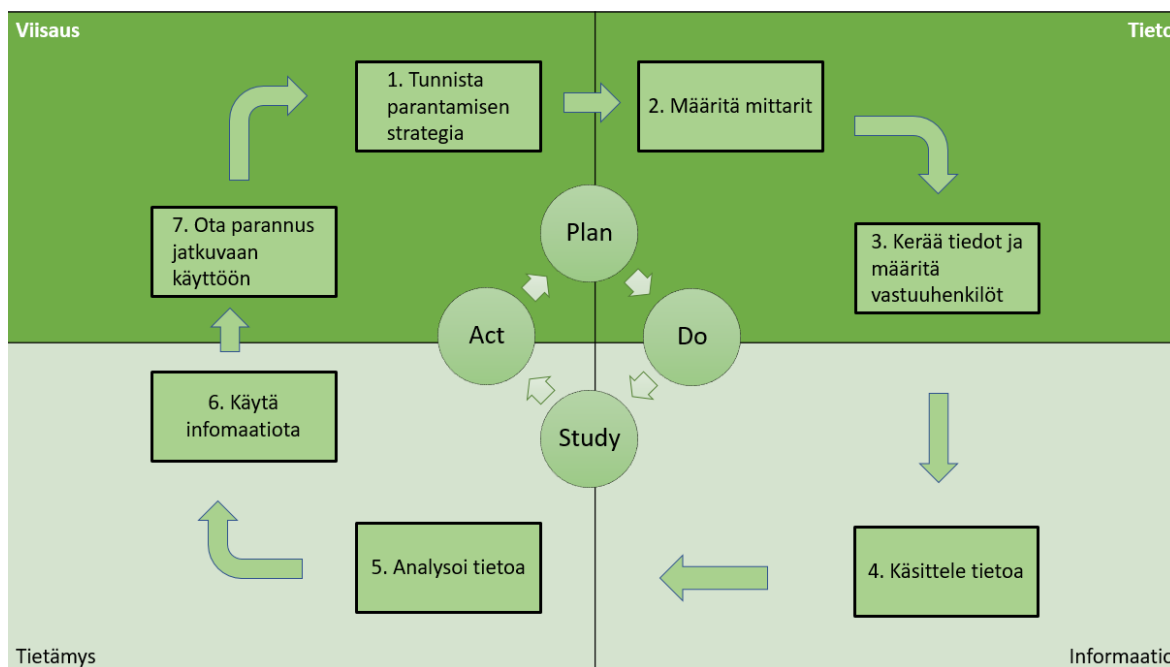 Viisaus
Tieto
1. Tunnista
parantamisen
strategia
2. Määritä mittarit
7. Ota parannus
jatkuvaan
käyttöön
Plan
3. Kerää tiedot ja
määritä
vastuuhenkilöt
Act
Do
6. Käytä
infomaatiota
Study
5. Analysoi tietoa
4. Käsittele tietoa
Tietämys
Informaatio